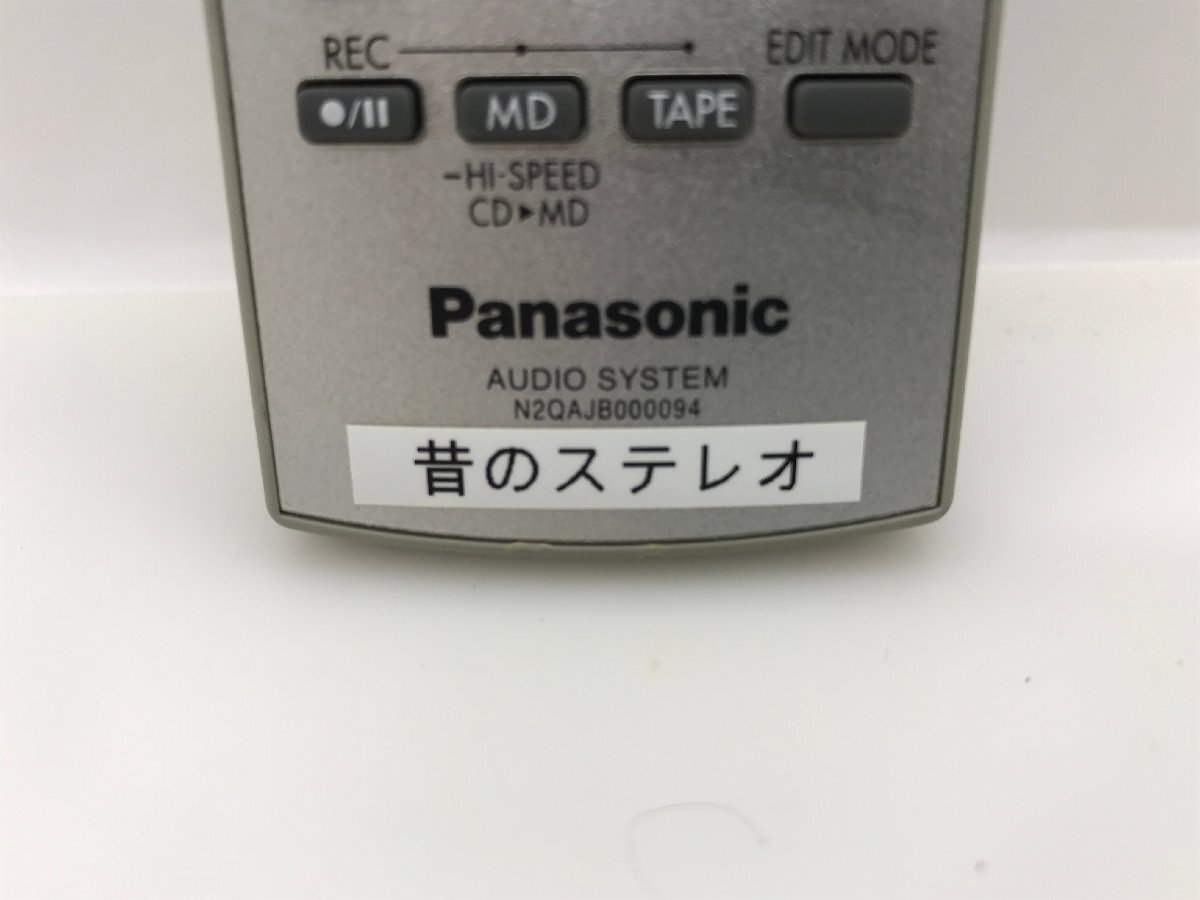 REC EDIT MODE
●/II MD TAPE
-HI-SPEED
CD▶MD
Panasonic
AUDIO SYSTEM
N2QAJB000094
昔のステレオ